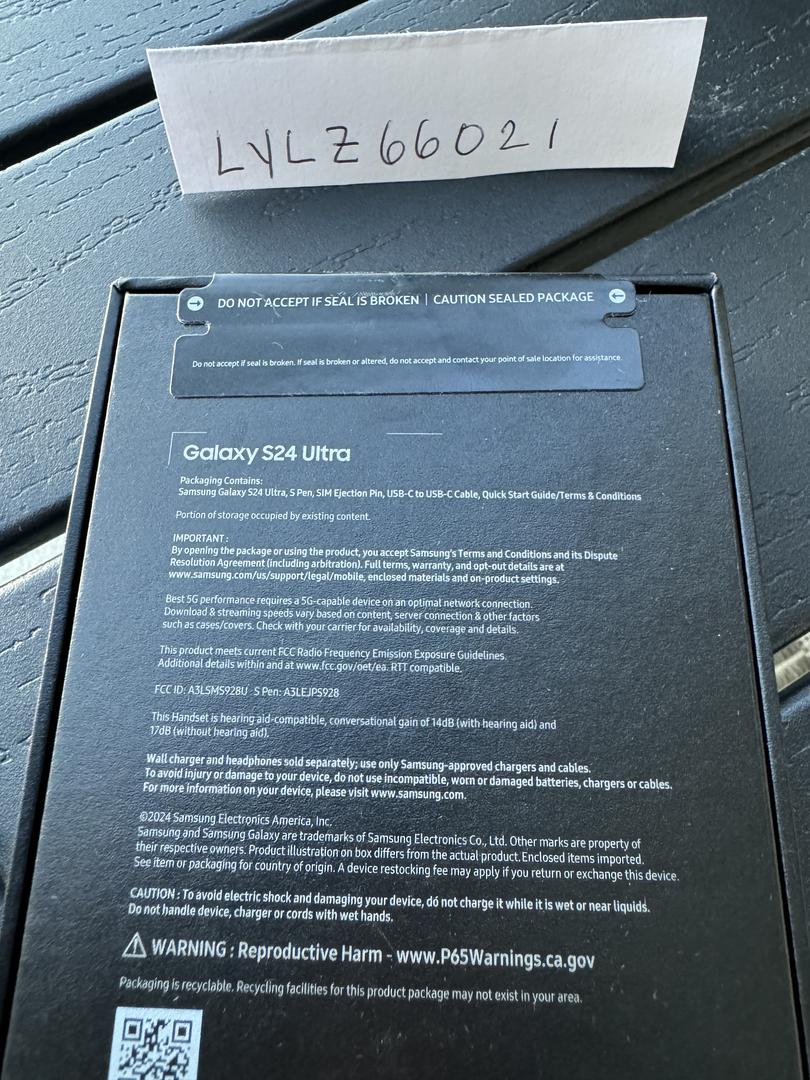 LYLZ66021
DO NOT ACCEPT IF SEAL IS BROKEN | CAUTION SEALED PACKAGE
Do not accept if seal is broken. If seal is broken or altered, do not accept and contact your point of sale location for assistance.
Galaxy S24 Ultra
Packaging Contains:
Samsung Galaxy S24 Ultra, S Pen, SIM Ejection Pin, USB-C to USB-C Cable, Quick Start Guide/Terms & Conditions
Portion of storage occupied by existing content.
IMPORTANT :
By opening the package or using the product, you accept Samsung's Terms and Conditions and its Dispute
Resolution Agreement (including arbitration). Full terms, warranty, and opt-out details are at
www.samsung.com/us/support/legal/mobile, enclosed materials and on-product settings.
Best 5G performance requires a 5G-capable device on an optimal network connection.
Download & streaming speeds vary based on content, server connection & other factors
such as cases/covers. Check with your carrier for availability, coverage and details.
This product meets current FCC Radio Frequency Emission Exposure Guidelines.
Additional details within and at www.fcc.gov/oet/ea. RTT compatible.
FCC ID: A3LSMS928U S Pen: A3LEJPS928
This Handset is hearing aid-compatible, conversational gain of 14dB (with hearing aid) and
17dB (without hearing aid).
Wall charger and headphones sold separately; use only Samsung-approved chargers and cables.
To avoid injury or damage to your device, do not use incompatible, worn or damaged batteries, chargers or cables.
For more information on your device, please visit www.samsung.com.
©2024 Samsung Electronics America, Inc.
Samsung and Samsung Galaxy are trademarks of Samsung Electronics Co., Ltd. Other marks are property of
their respective owners. Product illustration on box differs from the actual product. Enclosed items imported.
See item or packaging for country of origin. A device restocking fee may apply if you return or exchange this device.
CAUTION : To avoid electric shock and damaging your device, do not charge it while it is wet or near liquids.
Do not handle device, charger or cords with wet hands.
WARNING : Reproductive Harm - www.P65Warnings.ca.gov
Packaging is recyclable. Recycling facilities for this product package may not exist in your area.